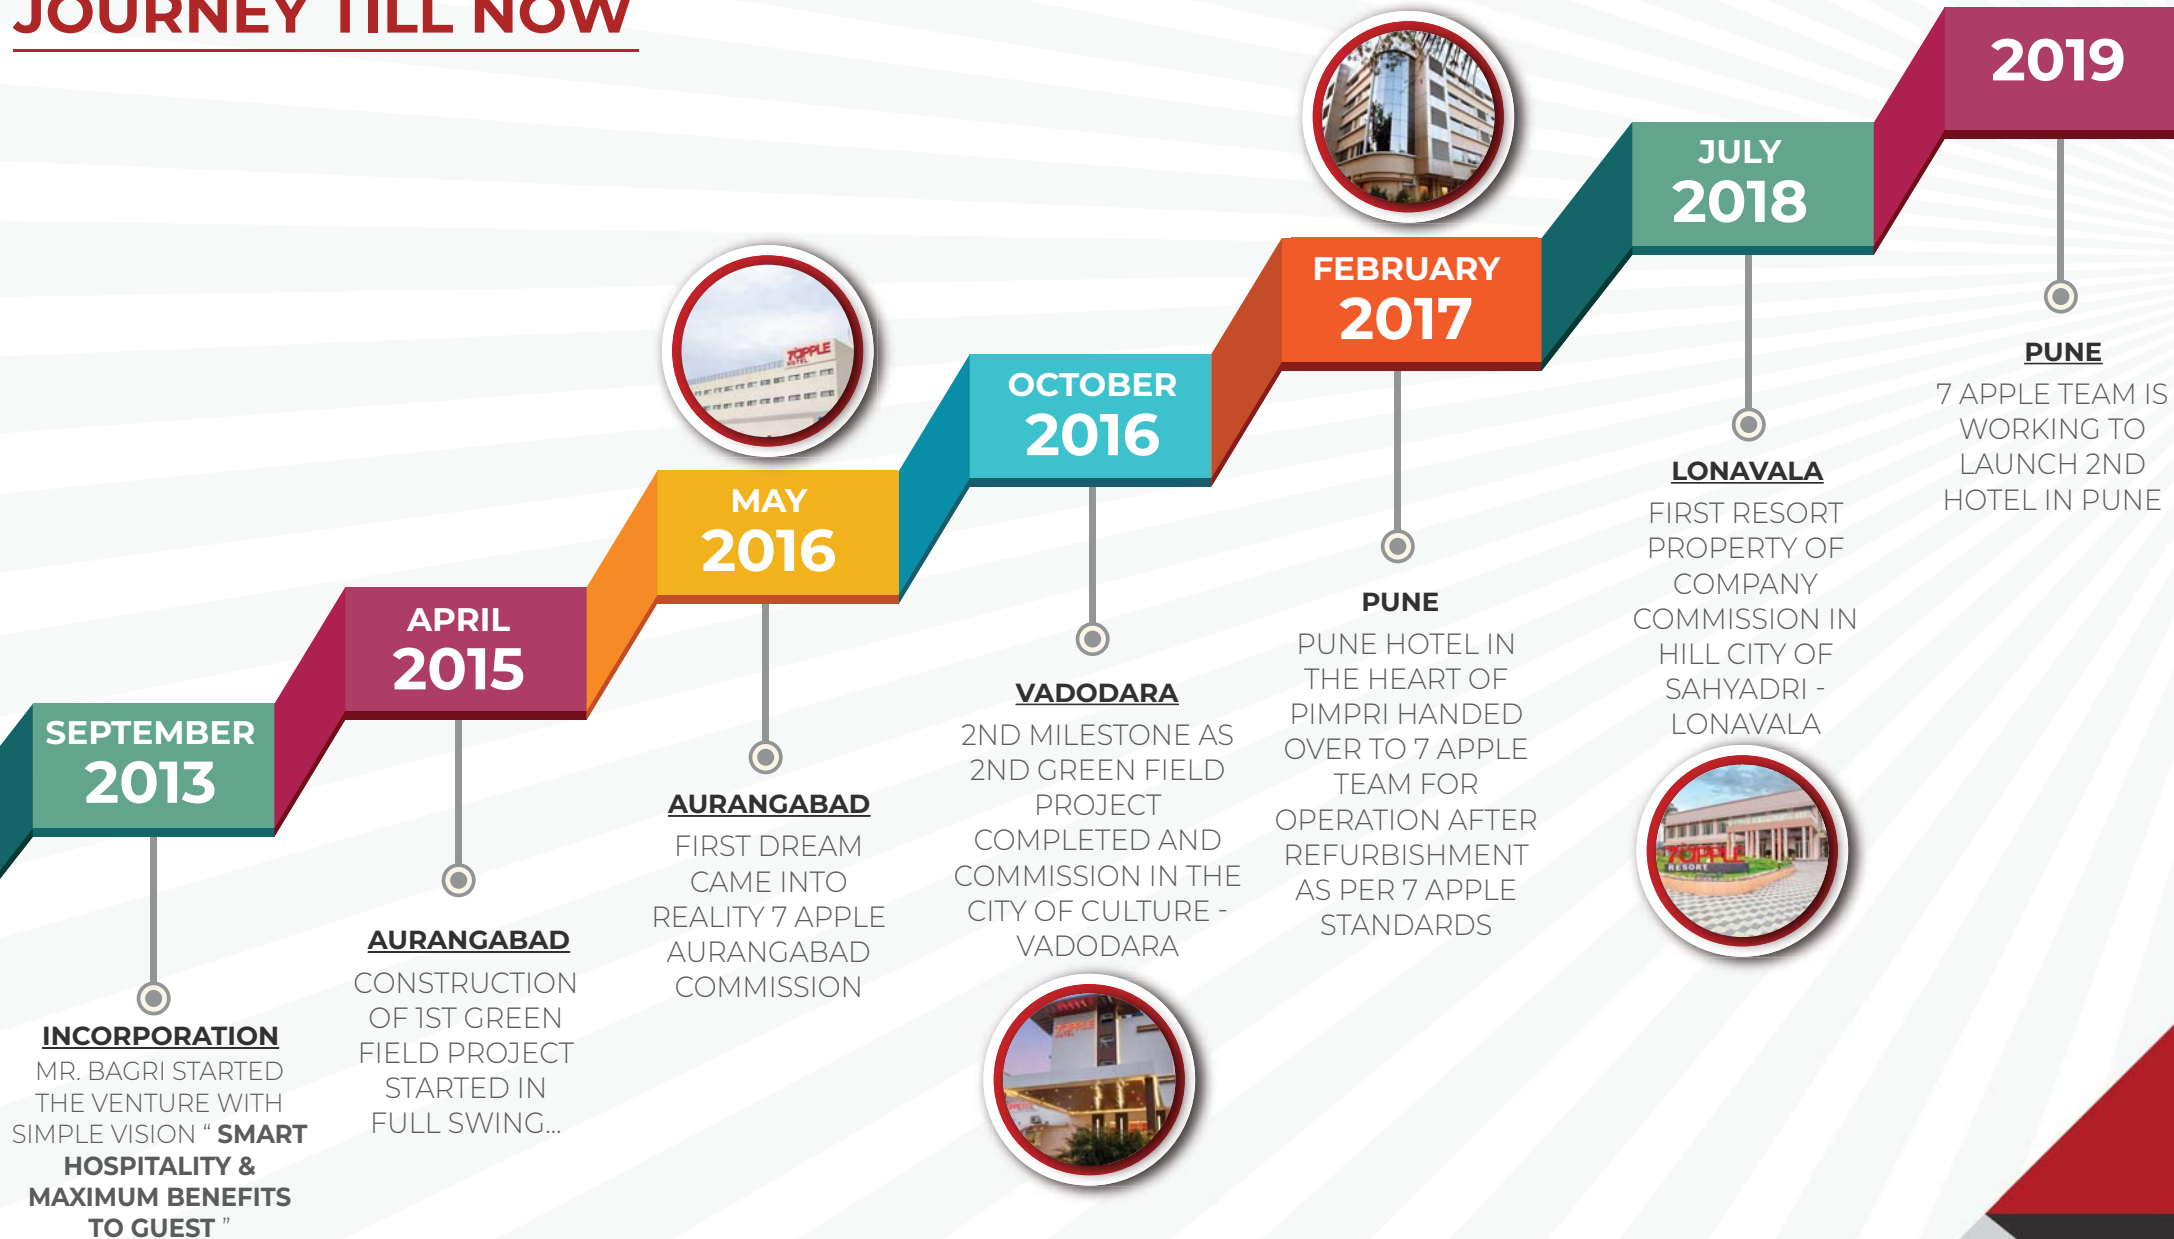 JOURNEY TILL NOW
SEPTEMBER
2013
INCORPORATION
MR. BAGRI STARTED
THE VENTURE WITH
SIMPLE VISION “ SMART
HOSPITALITY &
MAXIMUM BENEFITS
TO GUEST ”
APRIL
2015
AURANGABAD
CONSTRUCTION
OF 1ST GREEN
FIELD PROJECT
STARTED IN
FULL SWING...
7APPLE
HOTEL
MAY
2016
AURANGABAD
FIRST DREAM
CAME INTO
REALITY 7 APPLE
AURANGABAD
COMMISSION
OCTOBER
2016
VADODARA
2ND MILESTONE AS
2ND GREEN FIELD
PROJECT
COMPLETED AND
COMMISSION IN THE
CITY OF CULTURE -
VADODARA
7APPLE
HOTEL
FEBRUARY
2017
PUNE
PUNE HOTEL IN
THE HEART OF
PIMPRI HANDED
OVER TO 7 APPLE
TEAM FOR
OPERATION AFTER
REFURBISHMENT
AS PER 7 APPLE
STANDARDS
JULY
2018
LONAVALA
FIRST RESORT
PROPERTY OF
COMPANY
COMMISSION IN
HILL CITY OF
SAHYADRI -
LONAVALA
7APPLE
RESORT
2019
PUNE
7 APPLE TEAM IS
WORKING TO
LAUNCH 2ND
HOTEL IN PUNE